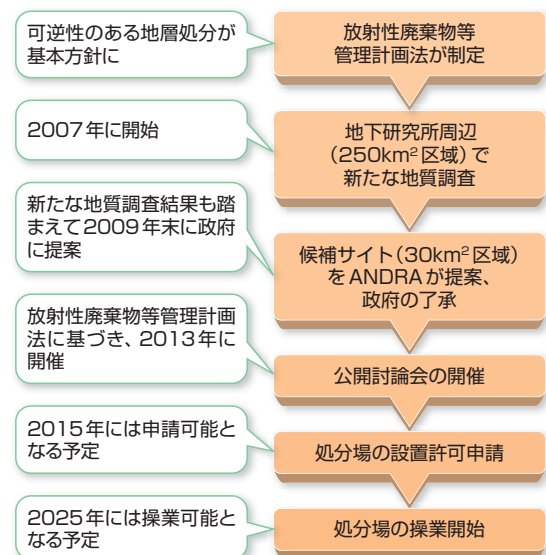 可逆性のある地層処分が
基本方針に
放射性廃棄物等
管理計画法が制定
2007年に開始
地下研究所周辺
（250km²区域）で
新たな地質調査
新たな地質調査結果も踏
まえて2009年末に政府
に提案
候補サイト（30km²区域）
をANDRAが提案、
政府の了承
放射性廃棄物等管理計画
法に基づき、2013年に
開催
公開討論会の開催
2015年には申請可能と
なる予定
処分場の設置許可申請
2025年には操業可能と
なる予定
処分場の操業開始